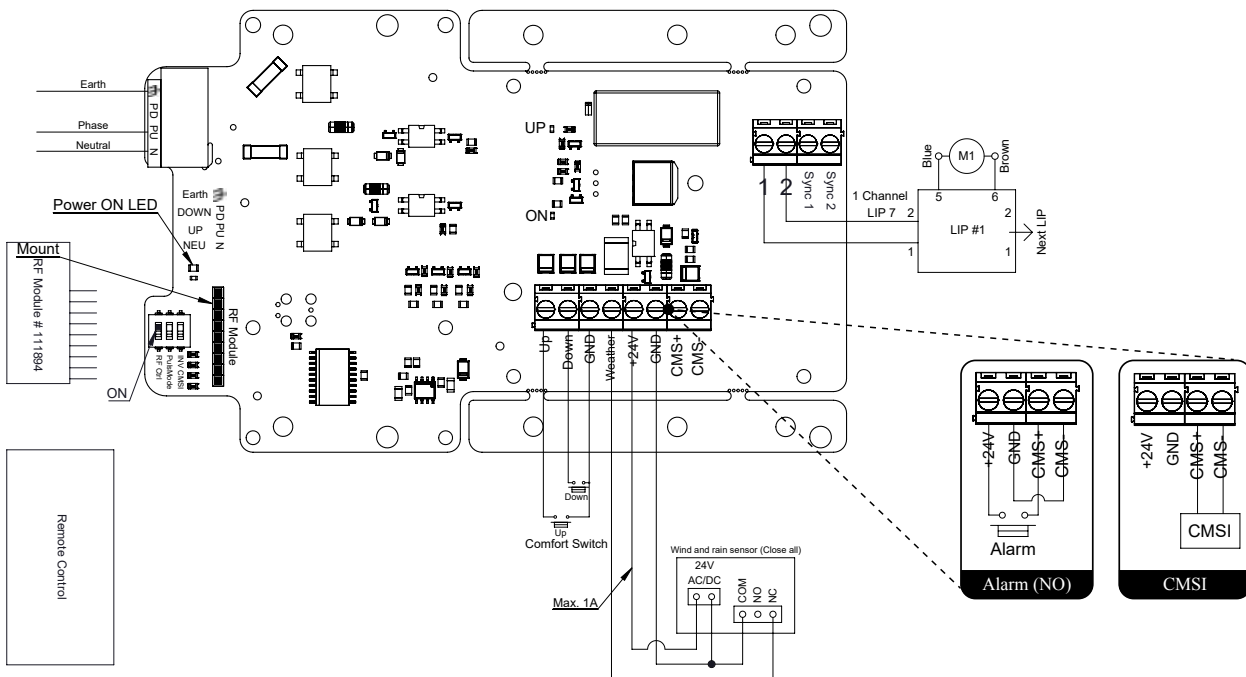 Earth
Phase
Neutral
PD PU N
Earth
DOWN
UP
NEU
PD PU N
Power ON LED
Mount
RF Module # 111894
RF Module
RF Ctrl
PulsMode
INV CMSI
ON
Remote Control
UP
ON
1
2
Sync 1
Sync 2
1 Channel
LIP 7
2
1
Blue
M1
Brown
5
6
LIP #1
2
1
Next LIP
Up
Down
GND
Weather
+24V
GND
CMS+
CMS-
Down
Up
Comfort Switch
Max. 1A
Wind and rain sensor (Close all)
24V
AC/DC
COM
NO
NC
+24V
GND
CMS+
CMS-
Alarm
Alarm (NO)
+24V
GND
CMS+
CMS-
CMSI
CMSI